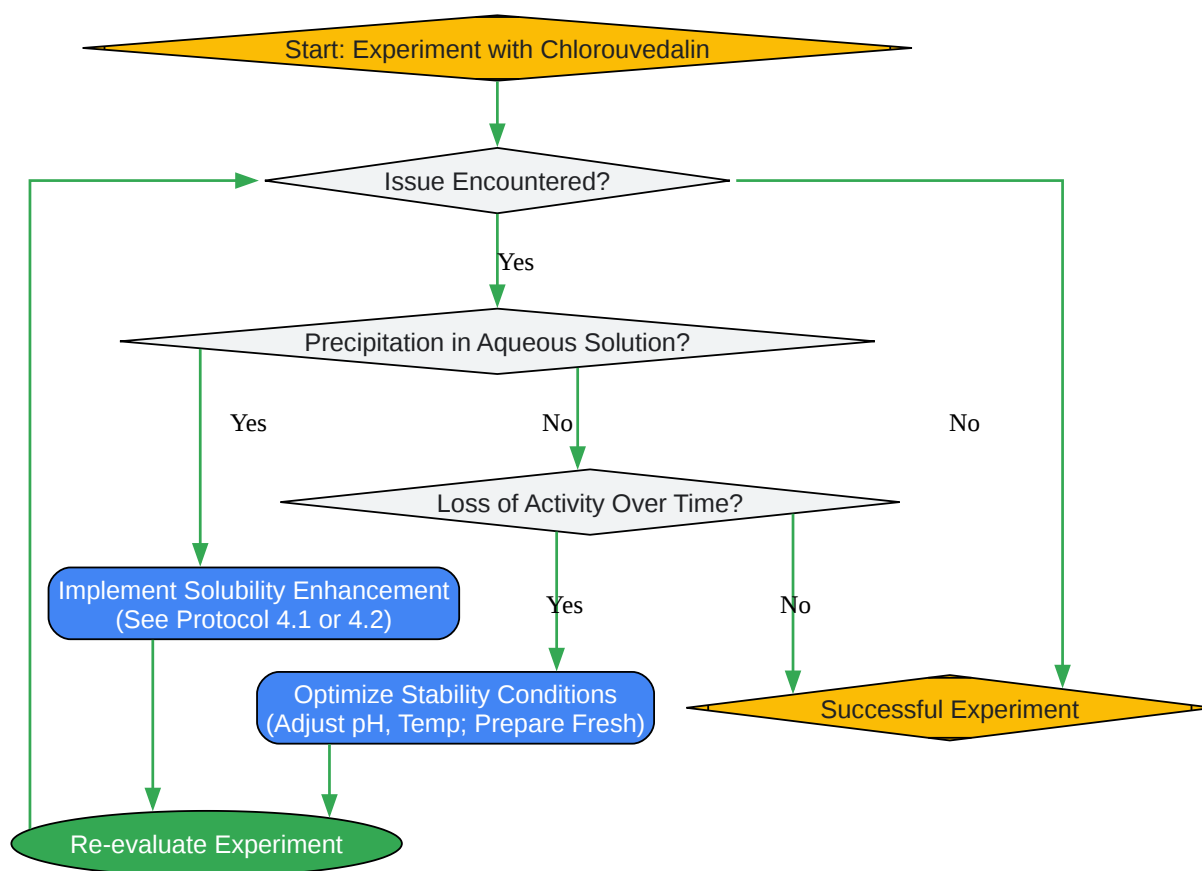 Start: Experiment with Chlorouvedalin
Issue Encountered?
Yes
Precipitation in Aqueous Solution?
Yes
No
No
Loss of Activity Over Time?
Implement Solubility Enhancement
(See Protocol 4.1 or 4.2)
Yes
No
Optimize Stability Conditions
(Adjust pH, Temp; Prepare Fresh)
Successful Experiment
Re-evaluate Experiment